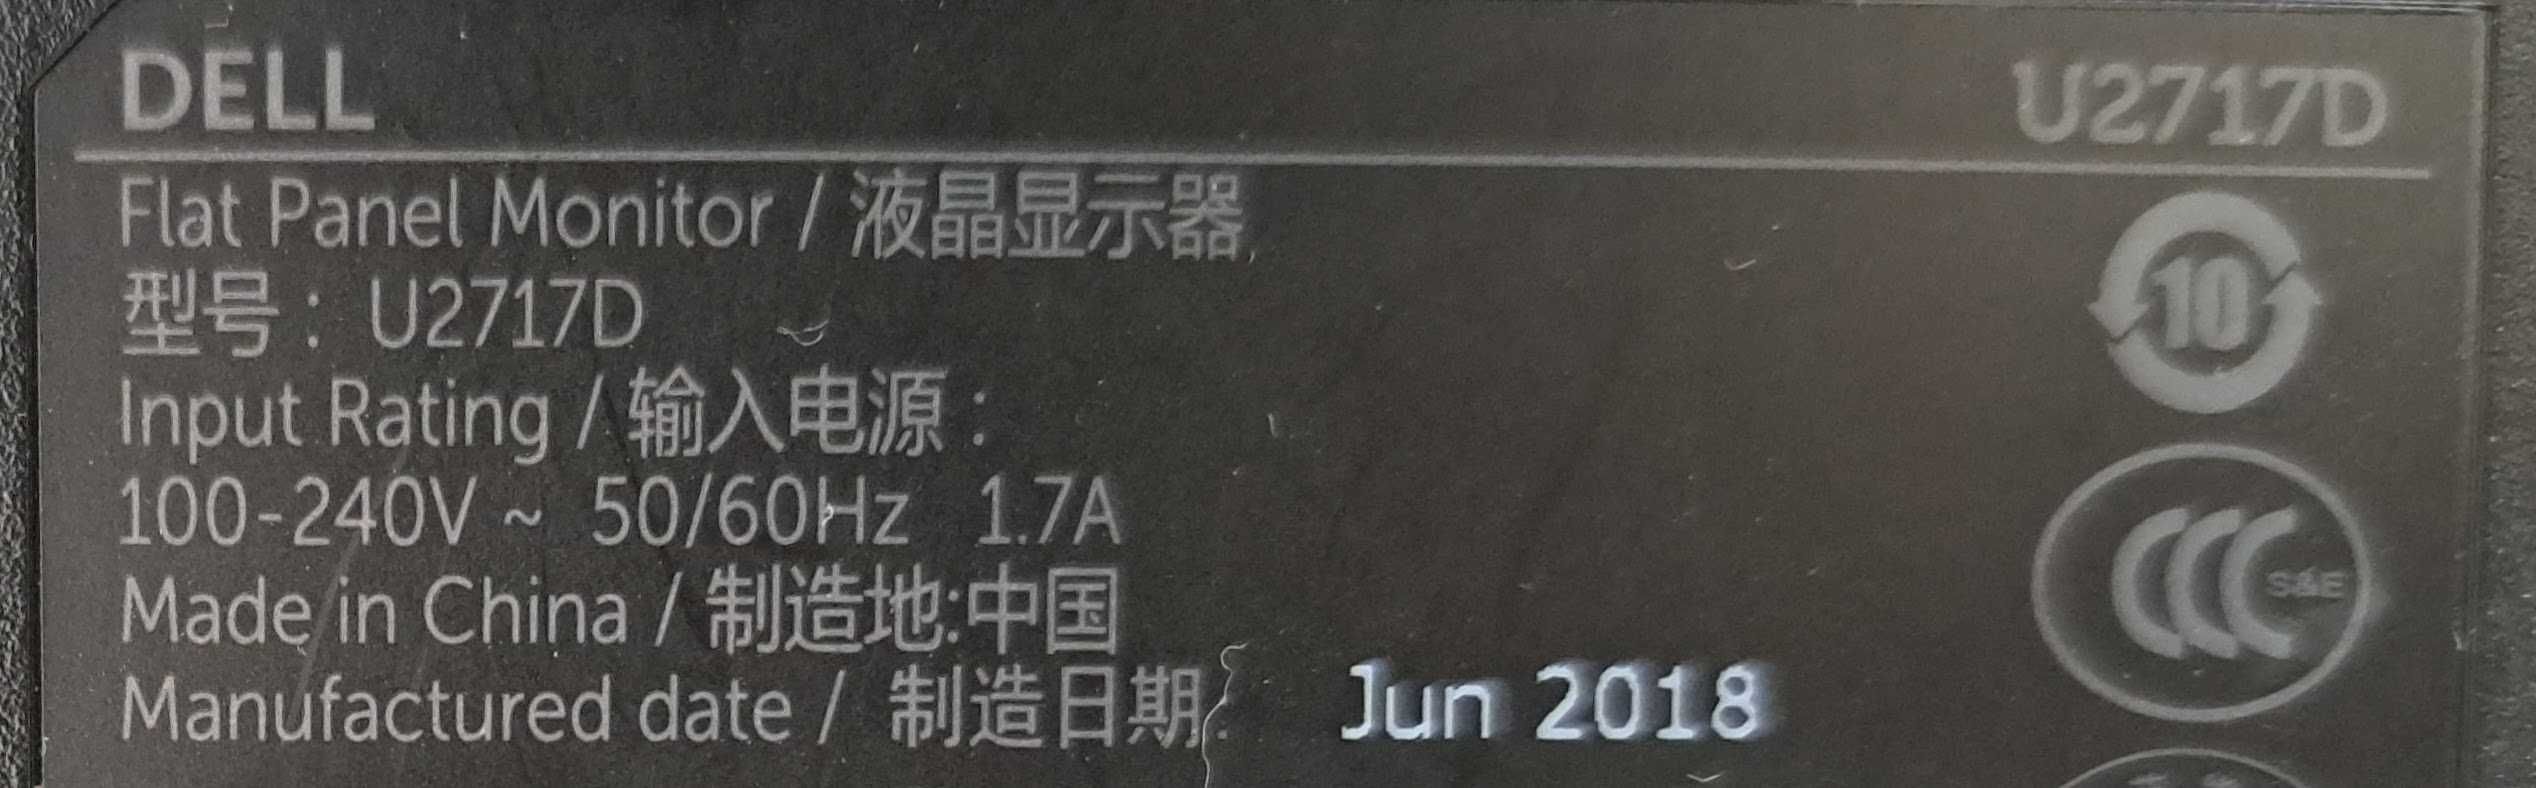 DELL U2717D
Flat Panel Monitor / 液晶显示器
型号： U2717D
10
Input Rating / 输入电源：
100-240V ~ 50/60Hz 1.7A
CCC S&E
Made in China / 制造地:中国
Manufactured date / 制造日期: Jun 2018